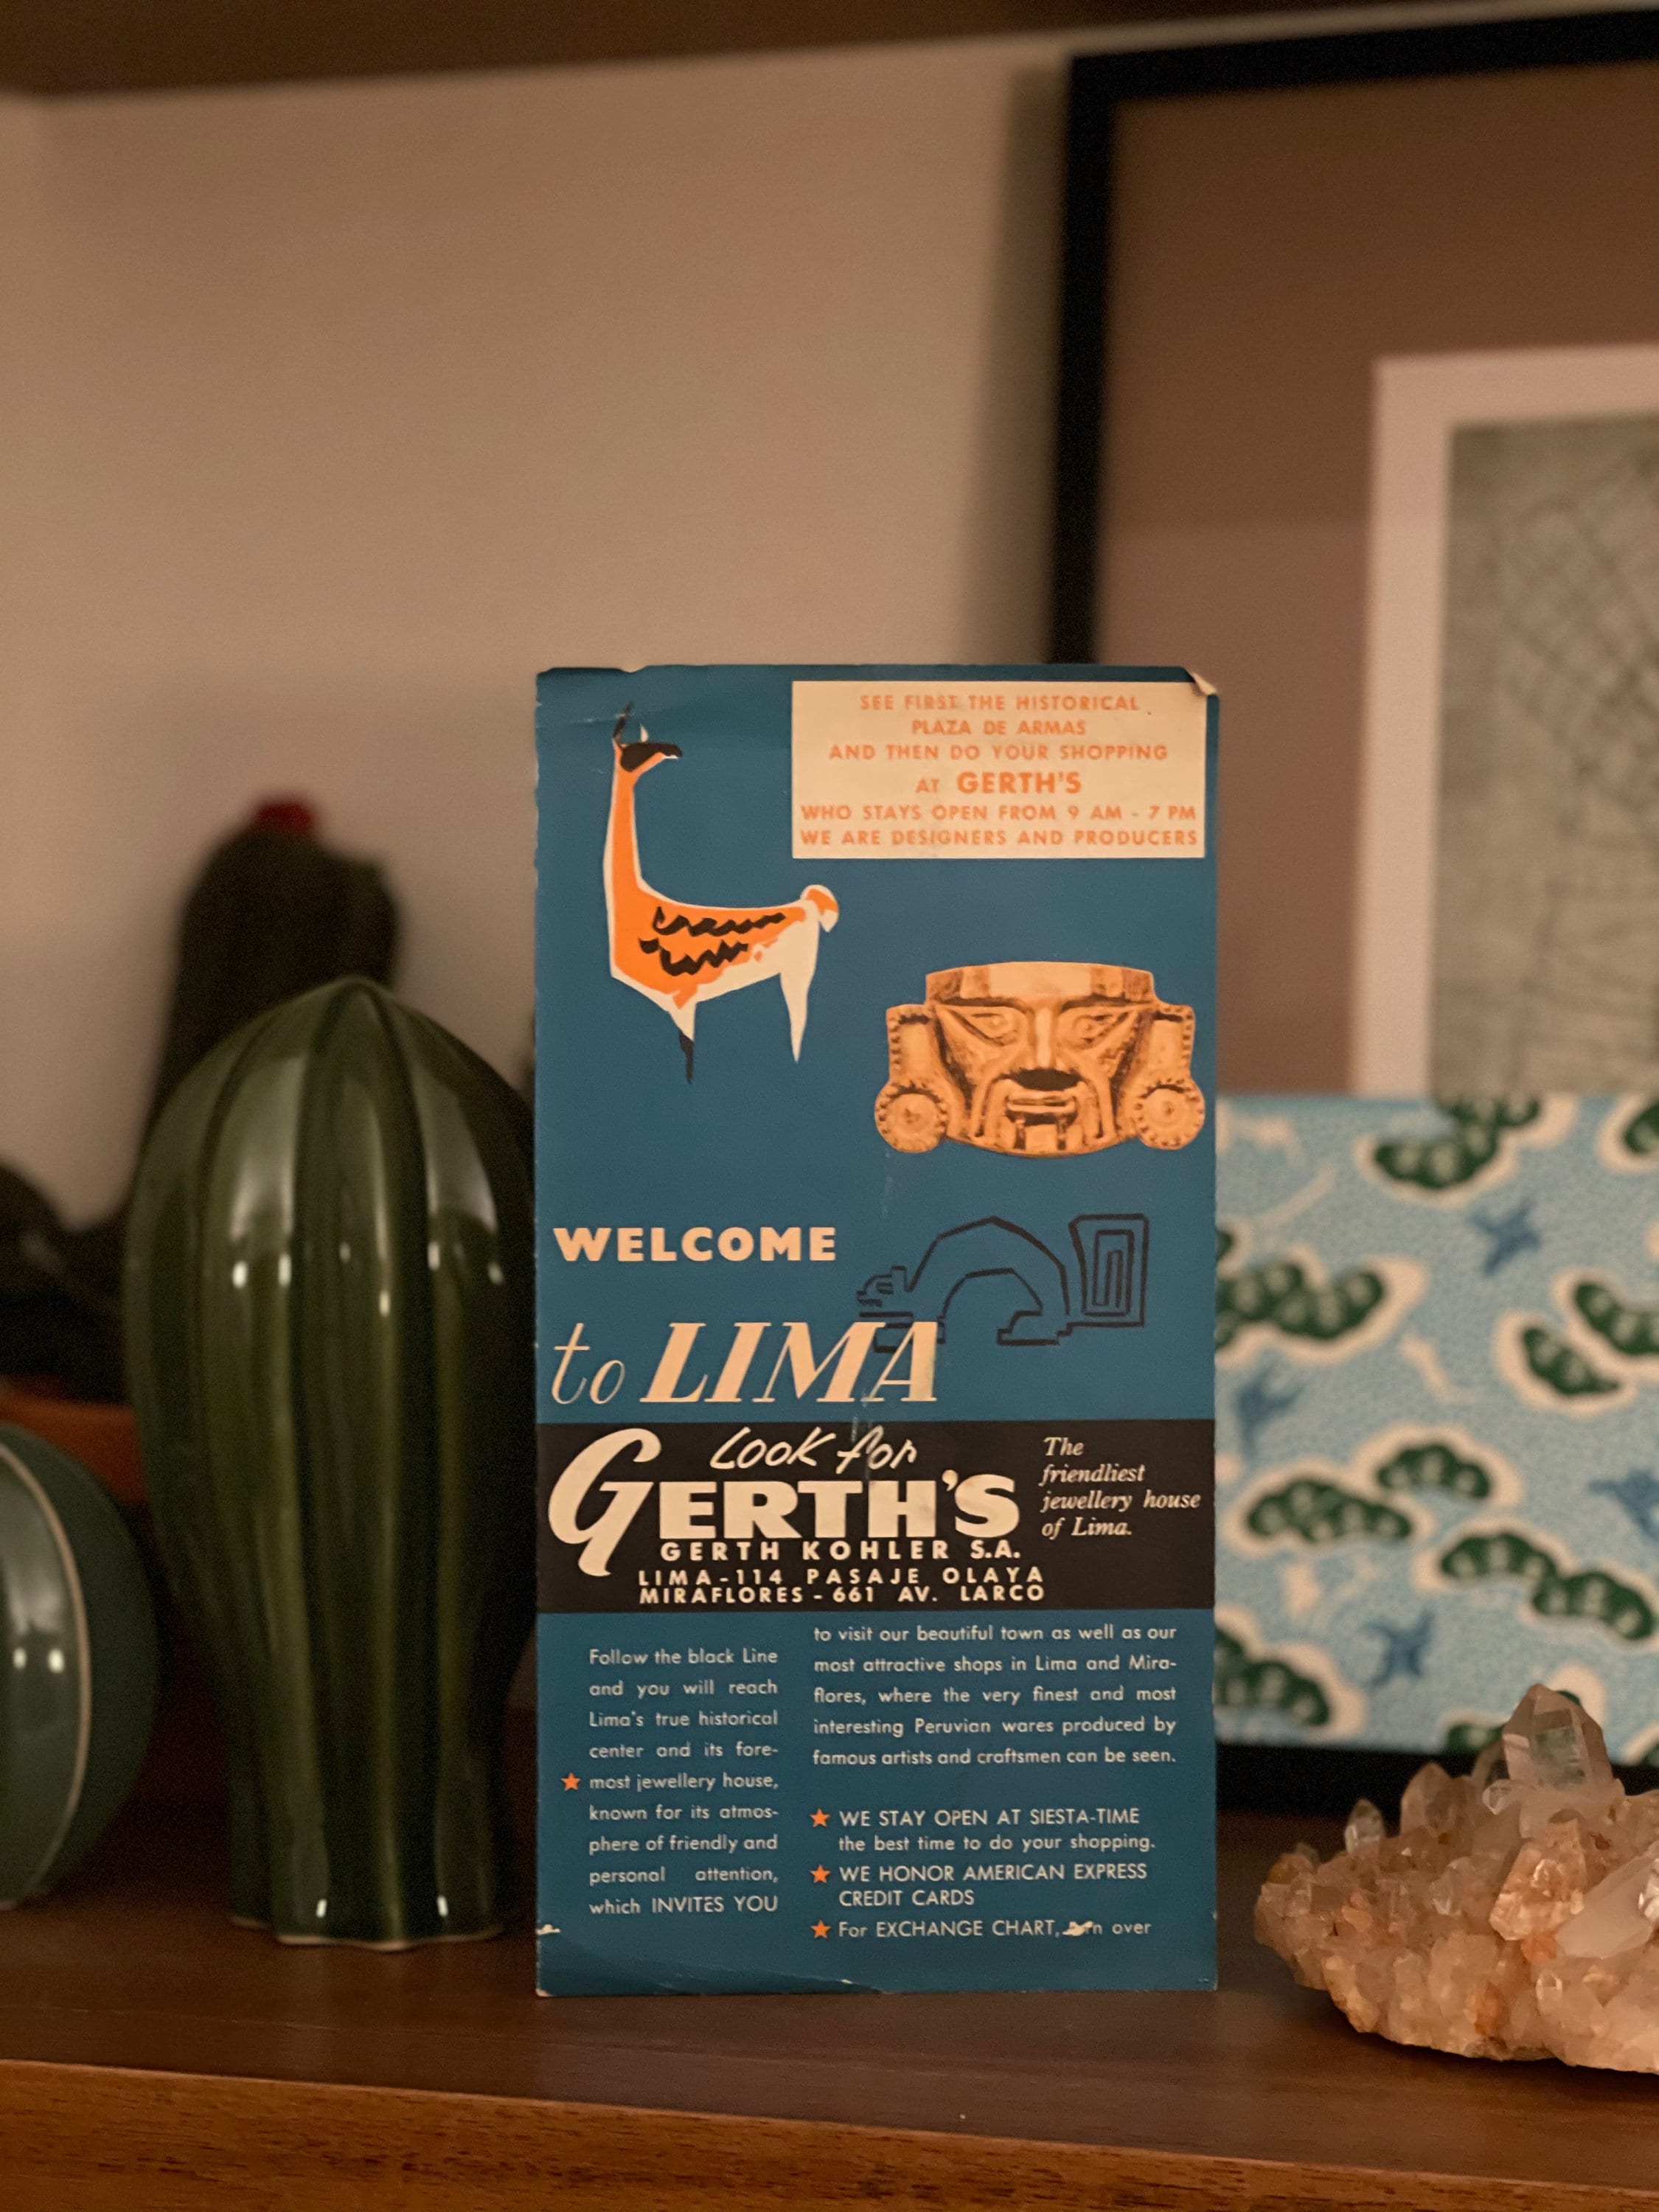 SEE FIRST THE HISTORICAL
PLAZA DE ARMAS
AND THEN DO YOUR SHOPPING
AT GERTH'S
WHO STAYS OPEN FROM 9 AM - 7 PM
WE ARE DESIGNERS AND PRODUCERS
WELCOME
to LIMA
Look for
GERTH'S
GERTH KOHLER S.A.
LIMA-114 PASAJE OLAYA
MIRAFLORES - 661 AV. LARCO
The
friendliest
jewellery house
of Lima.
Follow the black Line
and you will reach
Lima's true historical
center and its fore-
★ most jewellery house,
known for its atmos-
phere of friendly and
personal attention,
which INVITES YOU
to visit our beautiful town as well as our
most attractive shops in Lima and Mira-
flores, where the very finest and most
interesting Peruvian wares produced by
famous artists and craftsmen can be seen.
★ WE STAY OPEN AT SIESTA-TIME
the best time to do your shopping.
★ WE HONOR AMERICAN EXPRESS
CREDIT CARDS
★ For EXCHANGE CHART, over